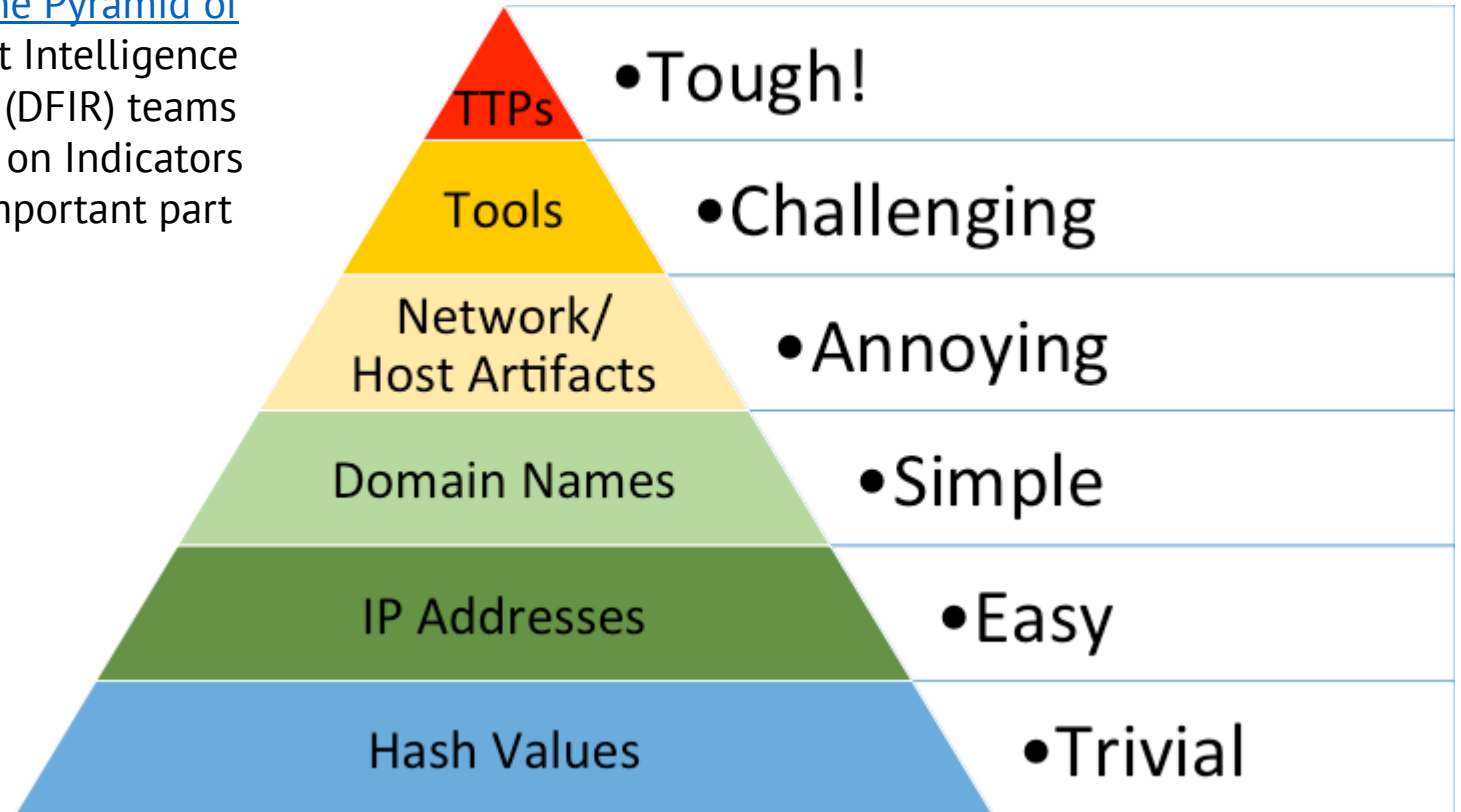 he Pyramid of
t Intelligence
(DFIR) teams
on Indicators
mportant part
TTPs
•Tough!
Tools
•Challenging
Network/
Host Artifacts
•Annoying
Domain Names
•Simple
IP Addresses
•Easy
Hash Values
•Trivial